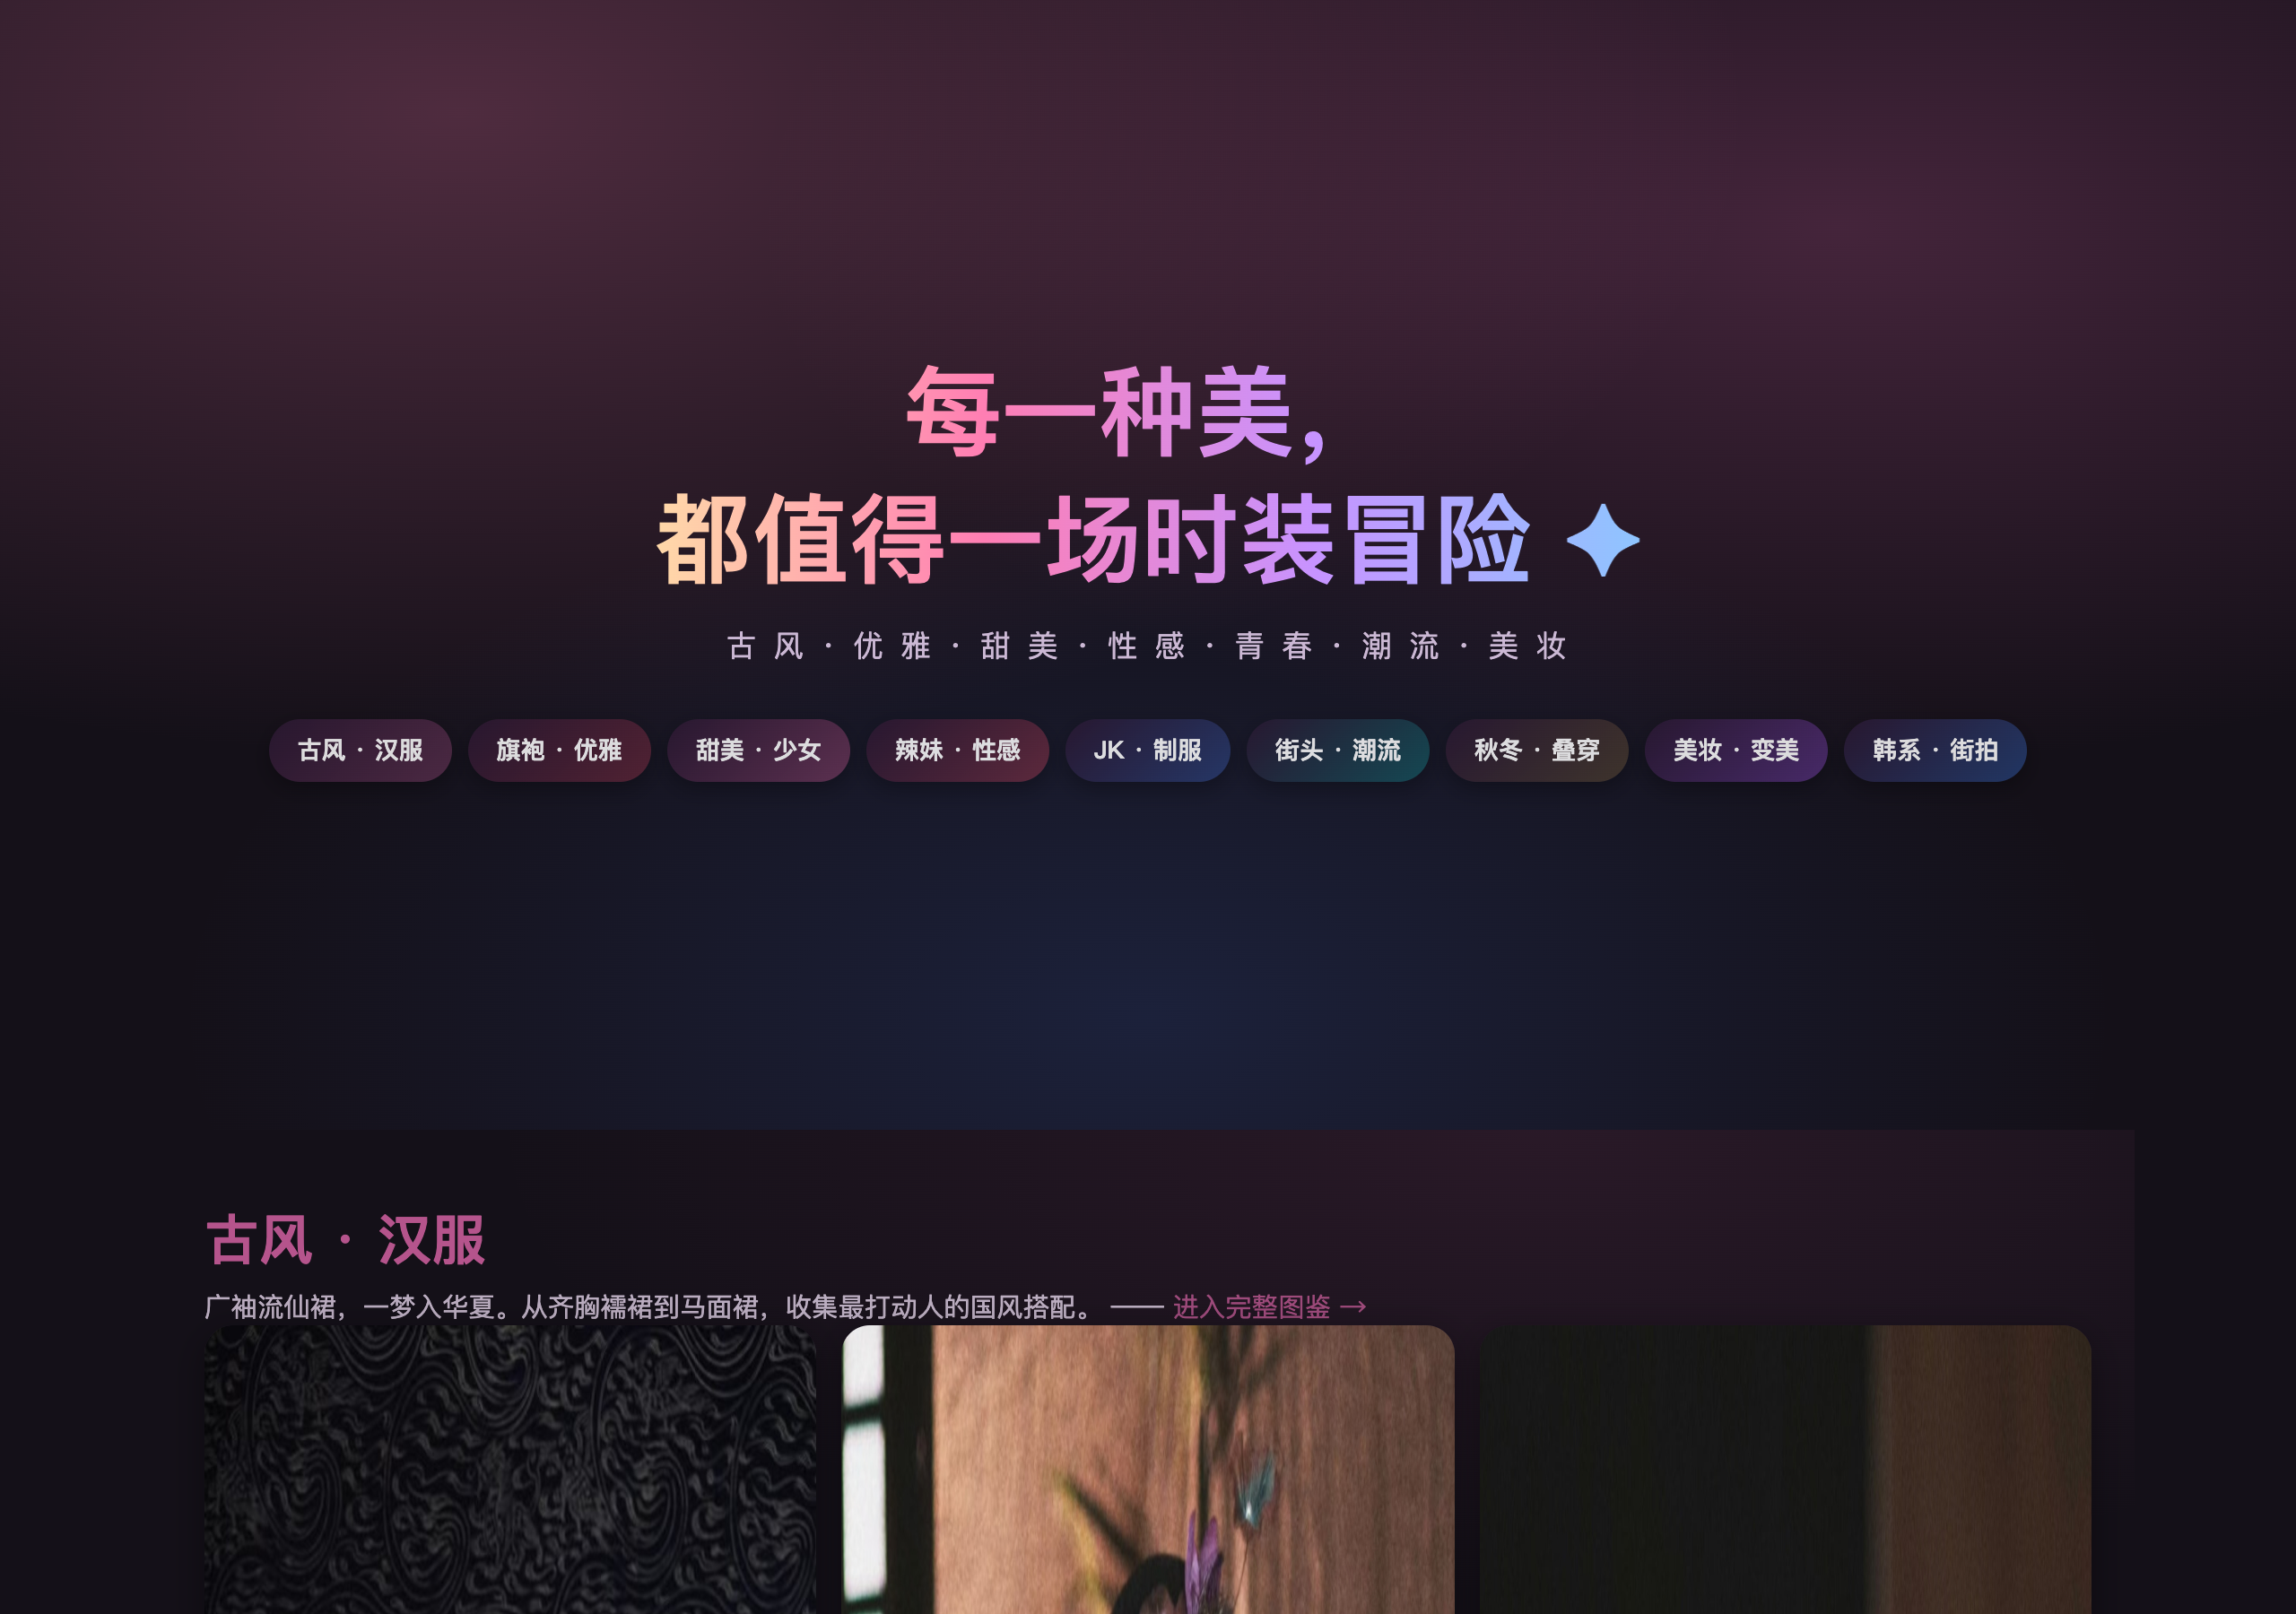 每一种美，
都值得一场时装冒险 ✦
古风·优雅·甜美·性感·青春·潮流·美妆
古风 · 汉服
旗袍 · 优雅
甜美 · 少女
辣妹 · 性感
JK · 制服
街头 · 潮流
秋冬 · 叠穿
美妆 · 变美
韩系 · 街拍
古风 · 汉服
广袖流仙裙，一梦入华夏。从齐胸襦裙到马面裙，收集最打动人的国风搭配。 —— 进入完整图鉴 →